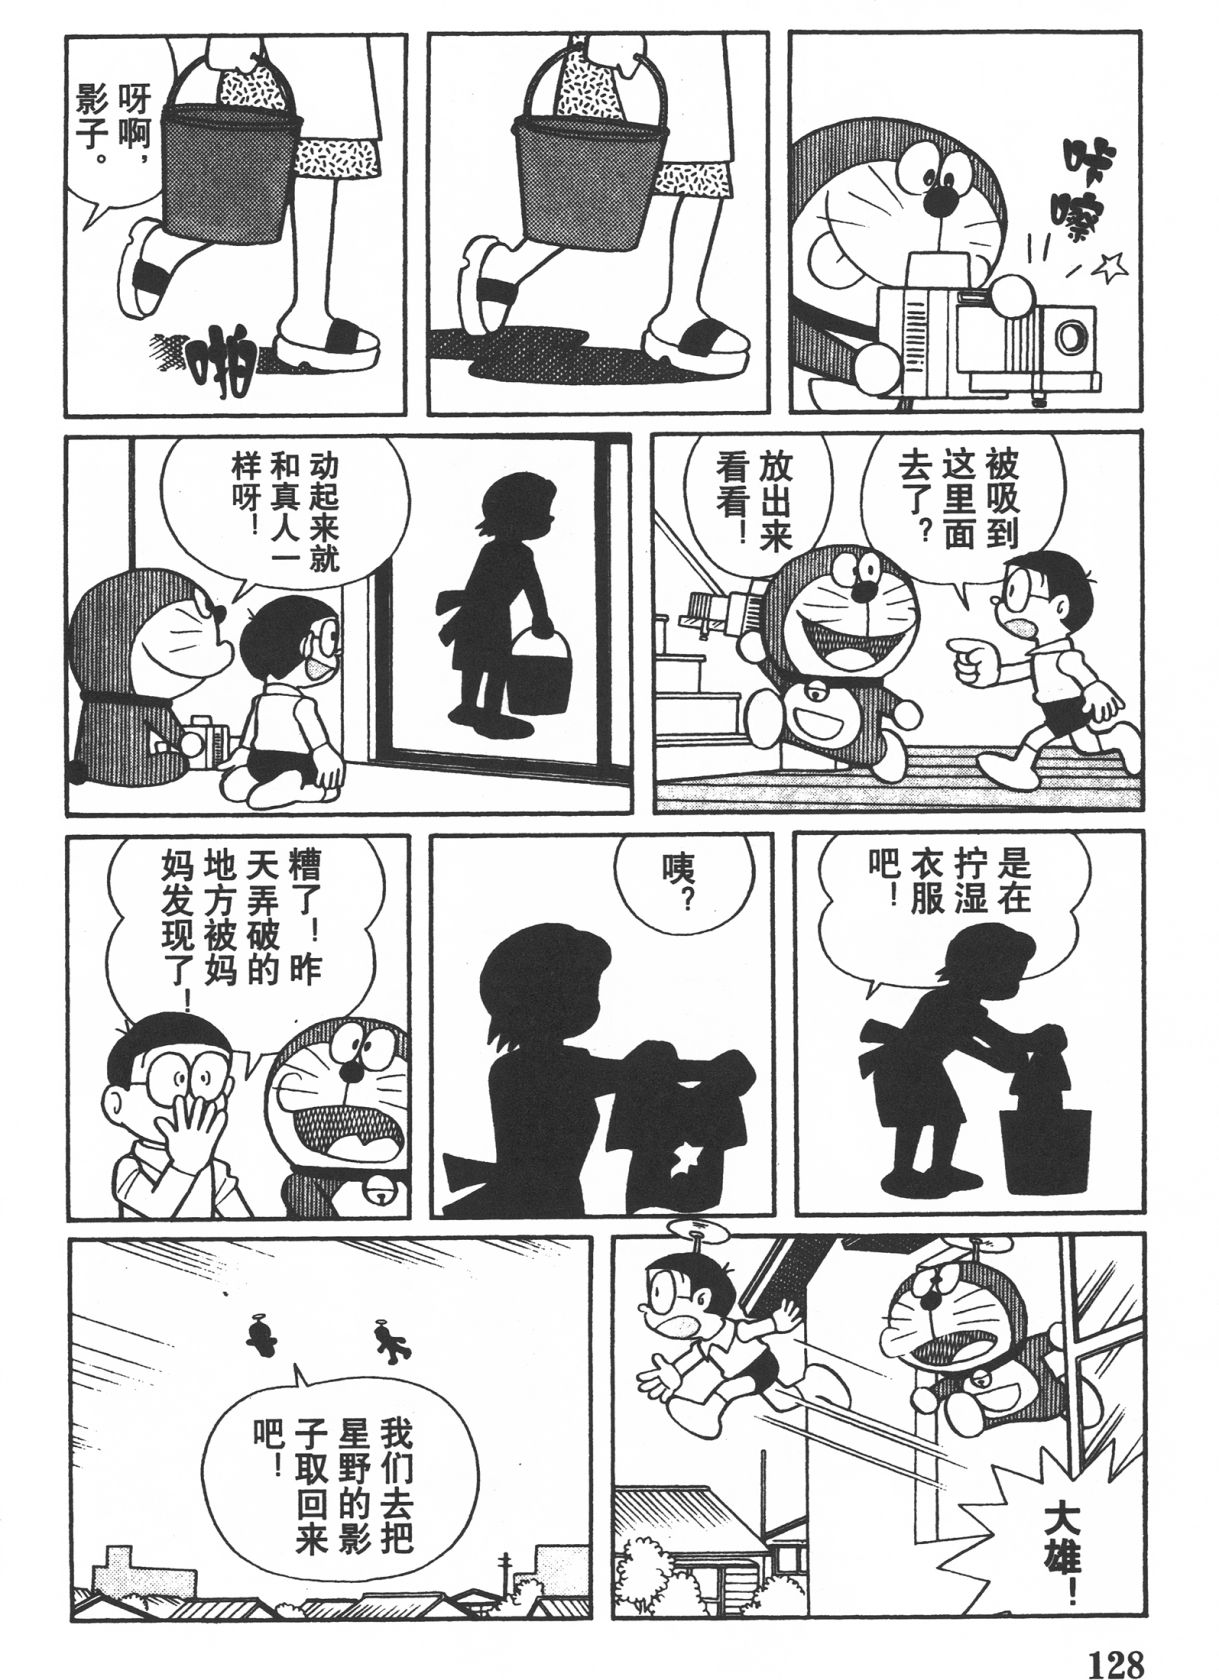 咔
嚓
呀啊，
影子。
啪
被吸到
这里面
去了？
放出来
看看！
动起来就
和真人一
样呀！
是在
拧湿
衣服
吧！
咦？
糟了！昨
天弄破的
地方被妈
妈发现了！
大雄！
我们去把
星野的影
子取回来
吧！
128